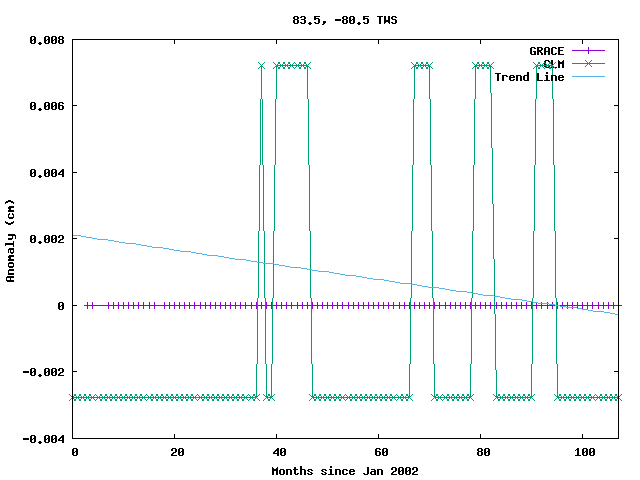 83.5, -80.5 TWS
GRACE
CLM
Trend Line
0.008
0.006
0.004
0.002
0
-0.002
-0.004
Anomaly (cm)
0 20 40 60 80 100
Months since Jan 2002